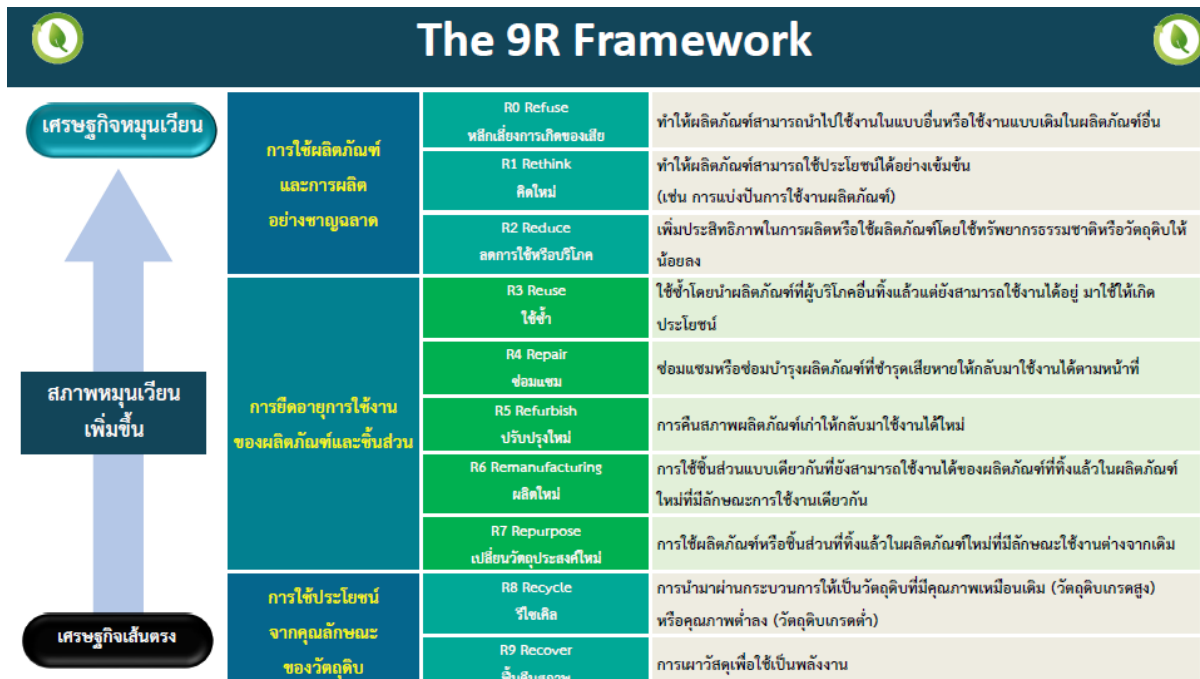 The 9R Framework
เศรษฐกิจหมุนเวียน
สภาพหมุนเวียน
เพิ่มขึ้น
เศรษฐกิจเส้นตรง
การใช้ผลิตภัณฑ์
และการผลิต
อย่างชาญฉลาด
R0 Refuse
หลีกเลี่ยงการเกิดของเสีย
ทำให้ผลิตภัณฑ์สามารถนำไปใช้งานในแบบอื่นหรือใช้งานแบบเดิมในผลิตภัณฑ์อื่น
R1 Rethink
คิดใหม่
ทำให้ผลิตภัณฑ์สามารถใช้ประโยชน์ได้อย่างเข้มข้น
(เช่น การแบ่งปันการใช้งานผลิตภัณฑ์)
R2 Reduce
ลดการใช้หรือบริโภค
เพิ่มประสิทธิภาพในการผลิตหรือใช้ผลิตภัณฑ์โดยใช้ทรัพยากรธรรมชาติหรือวัตถุดิบให้
น้อยลง
การยืดอายุการใช้งาน
ของผลิตภัณฑ์และชิ้นส่วน
R3 Reuse
ใช้ซ้ำ
ใช้ซ้ำโดยนำผลิตภัณฑ์ที่ผู้บริโภคอื่นทิ้งแล้วแต่ยังสามารถใช้งานได้อยู่ มาใช้ให้เกิด
ประโยชน์
R4 Repair
ซ่อมแซม
ซ่อมแซมหรือซ่อมบำรุงผลิตภัณฑ์ที่ชำรุดเสียหายให้กลับมาใช้งานได้ตามหน้าที่
R5 Refurbish
ปรับปรุงใหม่
การคืนสภาพผลิตภัณฑ์เก่าให้กลับมาใช้งานได้ใหม่
R6 Remanufacturing
ผลิตใหม่
การใช้ชิ้นส่วนแบบเดียวกันที่ยังสามารถใช้งานได้ของผลิตภัณฑ์ที่ทิ้งแล้วในผลิตภัณฑ์
ใหม่ที่มีลักษณะการใช้งานเดียวกัน
R7 Repurpose
เปลี่ยนวัตถุประสงค์ใหม่
การใช้ผลิตภัณฑ์หรือชิ้นส่วนที่ทิ้งแล้วในผลิตภัณฑ์ใหม่ที่มีลักษณะใช้งานต่างจากเดิม
การใช้ประโยชน์
จากคุณลักษณะ
ของวัตถุดิบ
R8 Recycle
รีไซเคิล
การนำมาผ่านกระบวนการให้เป็นวัตถุดิบที่มีคุณภาพเหมือนเดิม (วัตถุดิบเกรดสูง)
หรือคุณภาพต่ำลง (วัตถุดิบเกรดต่ำ)
R9 Recover
การเผาวัสดุเพื่อใช้เป็นพลังงาน